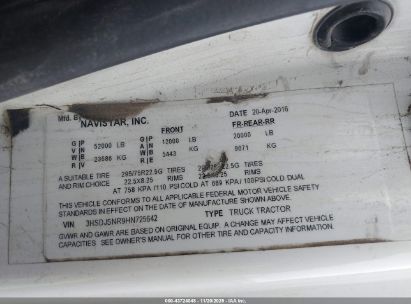 Mfg. By
NAVISTAR, INC.
DATE 20-Apr-2016
FRONT
FR-REAR-RR
G P 52000 LB G P 12000 LB 20000 LB
V
W B 23586 KG W B 5443 KG 9071 KG
R V
A SUITABLE TIRE 295/75R22.5G TIRES TIRES
AND RIM CHOICE 22.5X8.25 RIMS RIMS
AT 758 KPA /110 PSI COLD AT 689 KPA /100PSI COLD DUAL
THIS VEHICLE CONFORMS TO ALL APPLICABLE FEDERAL MOTOR VEHICLE SAFETY
STANDARDS IN EFFECT ON THE DATE OF MANUFACTURE SHOWN ABOVE.
VIN 3HSDJSNR9HN725642 TYPE TRUCK TRACTOR
GVWR AND GAWR ARE BASED ON ORIGINAL EQUIP. A CHANGE MAY AFFECT VEHICLE
CAPACITIES. SEE OWNER'S MANUAL FOR OTHER TIRE AND CAPACITY INFORMATION.